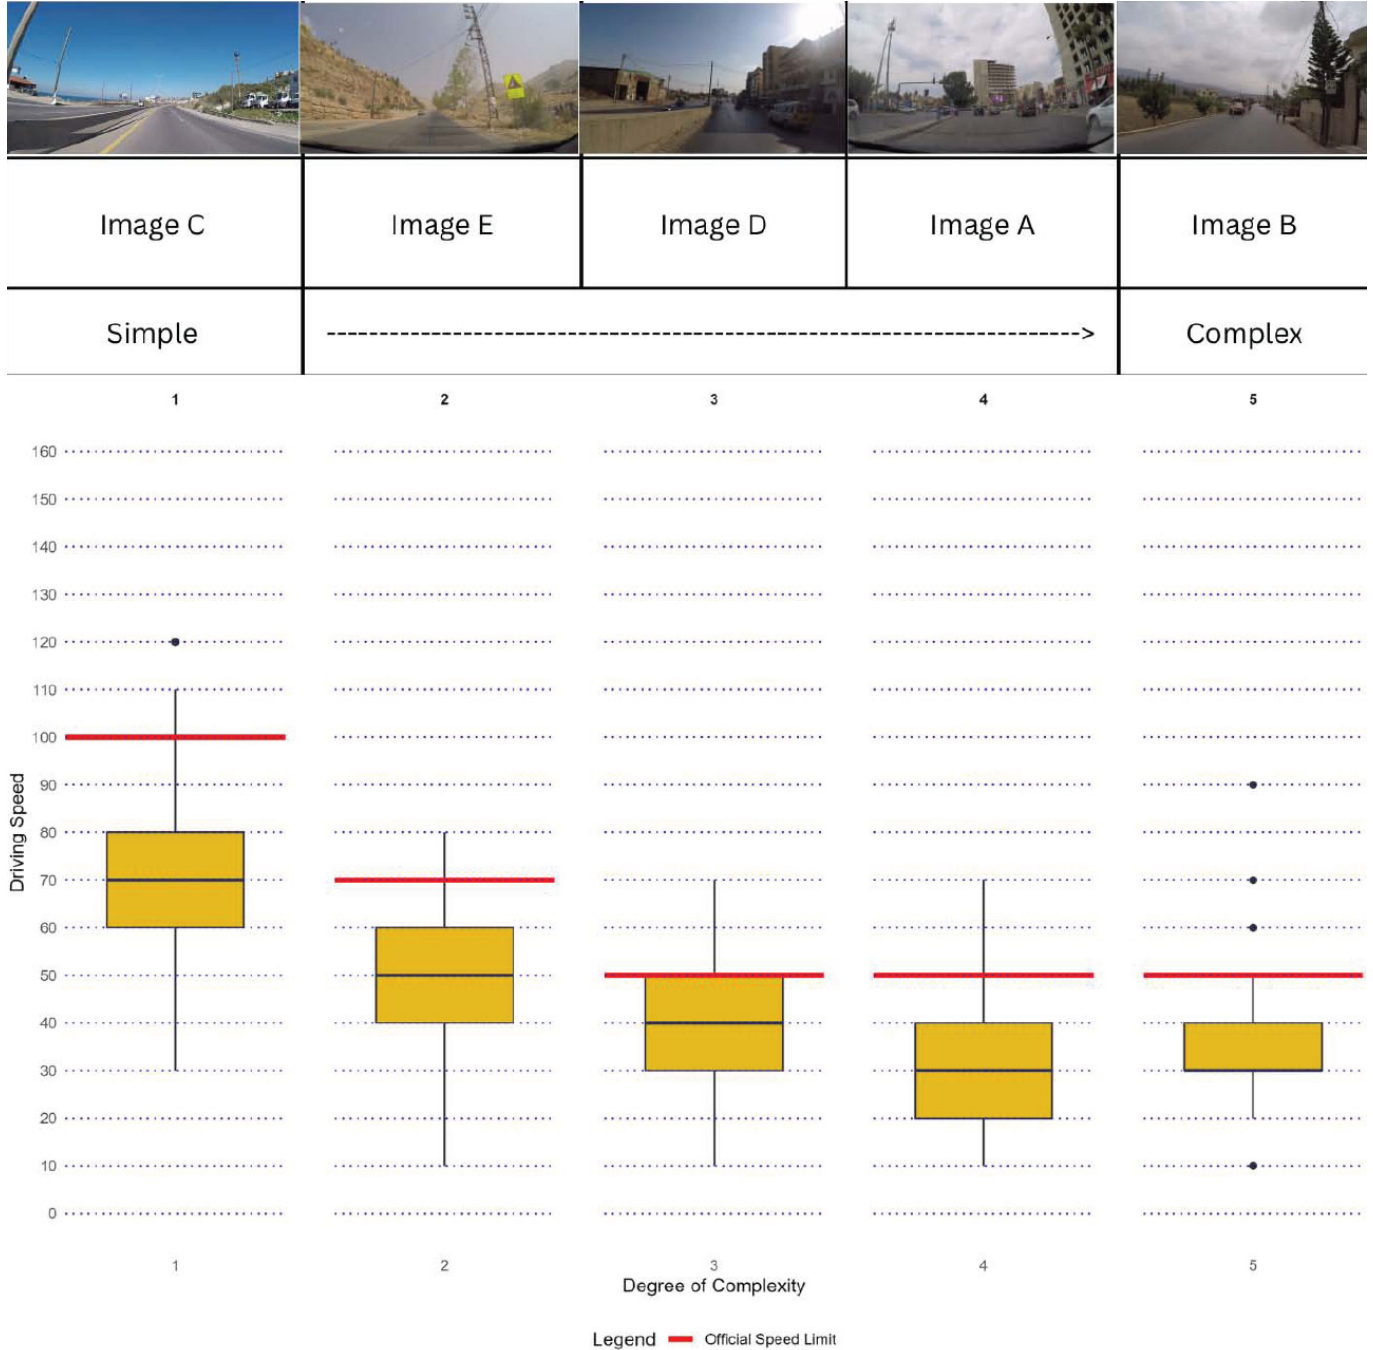 Image C Image E Image D Image A Image B
Simple --------------------------------------------------------------------> Complex
1 2 3 4 5
160
150
140
130
120
110
100
90
80
70
60
50
40
30
20
10
0
Driving Speed
1 2 3 4 5
Degree of Complexity
Legend Official Speed Limit